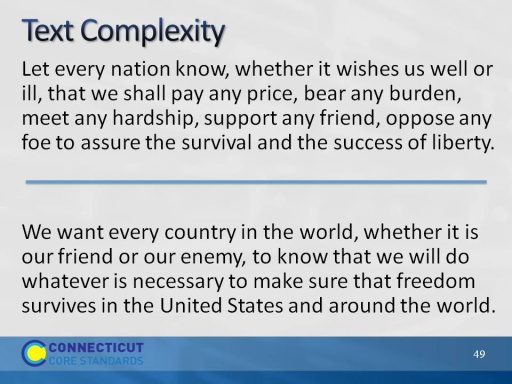 Text Complexity
Let every nation know, whether it wishes us well or
ill, that we shall pay any price, bear any burden,
meet any hardship, support any friend, oppose any
foe to assure the survival and the success of liberty.
We want every country in the world, whether it is
our friend or our enemy, to know that we will do
whatever is necessary to make sure that freedom
survives in the United States and around the world.
CONNECTICUT
CORE STANDARDS
49